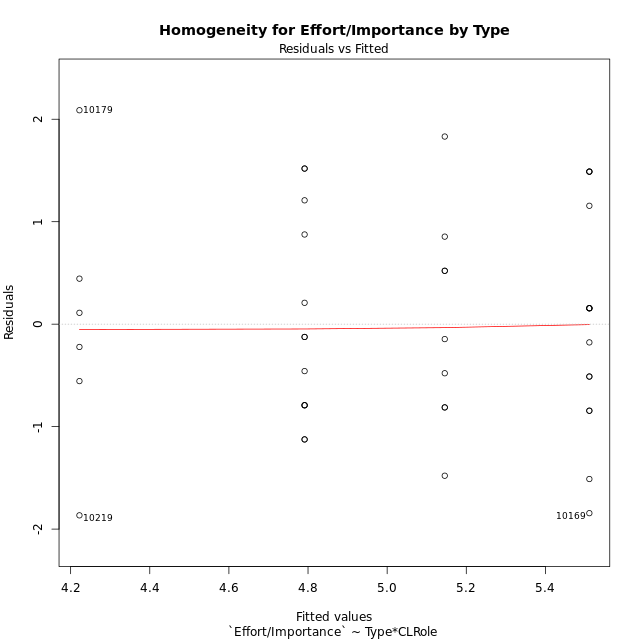 Homogeneity for Effort/Importance by Type
Residuals vs Fitted
10179
10219
10169
2
1
0
-1
-2
Residuals
4.2 4.4 4.6 4.8 5.0 5.2 5.4
Fitted values
`Effort/Importance` ~ Type*CLRole